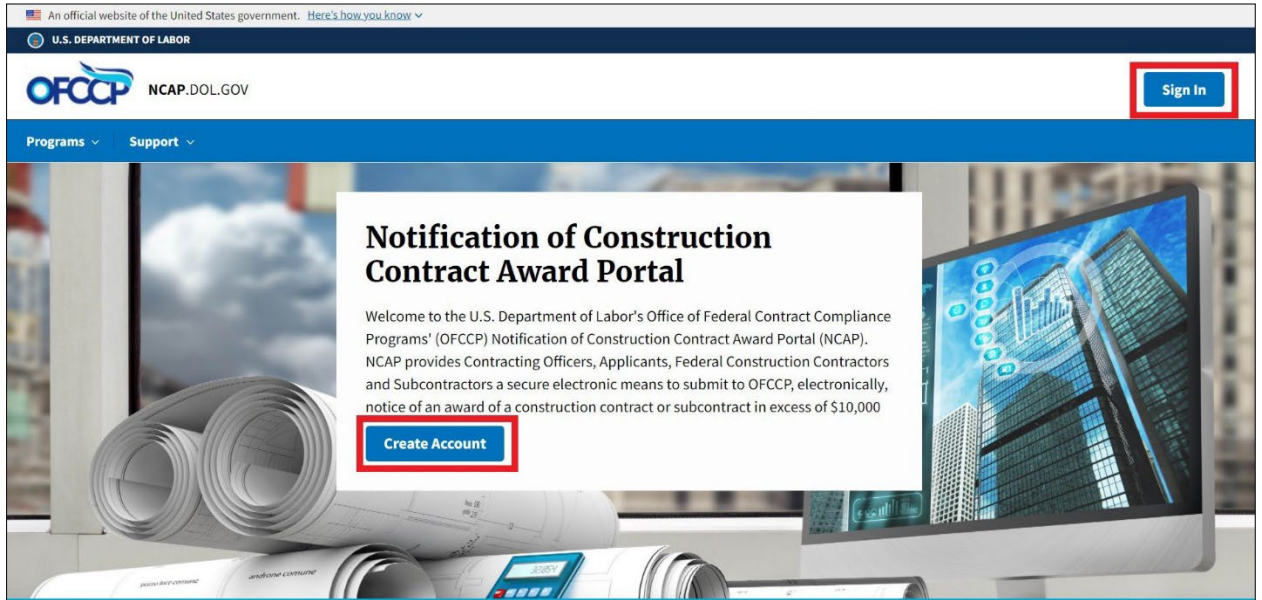 An official website of the United States government. Here's how you know
U.S. DEPARTMENT OF LABOR
OFCCP NCAP.DOL.GOV
Sign In
Programs Support
Notification of Construction
Contract Award Portal
Welcome to the U.S. Department of Labor's Office of Federal Contract Compliance
Programs' (OFCCP) Notification of Construction Contract Award Portal (NCAP).
NCAP provides Contracting Officers, Applicants, Federal Construction Contractors
and Subcontractors a secure electronic means to submit to OFCCP, electronically,
notice of an award of a construction contract or subcontract in excess of $10,000
Create Account
androne comune